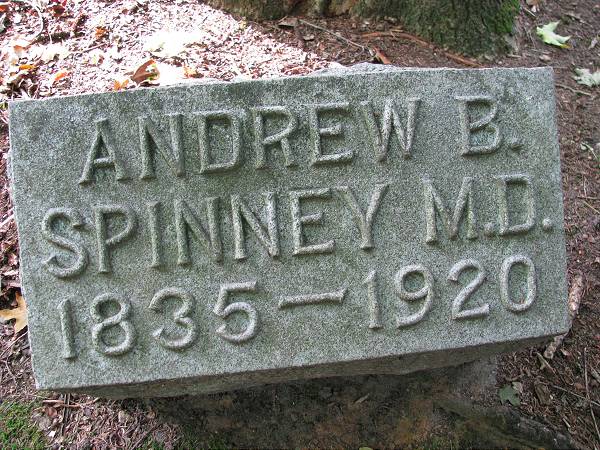 ANDREW B.
SPINNEY M.D.
1835 — 1920